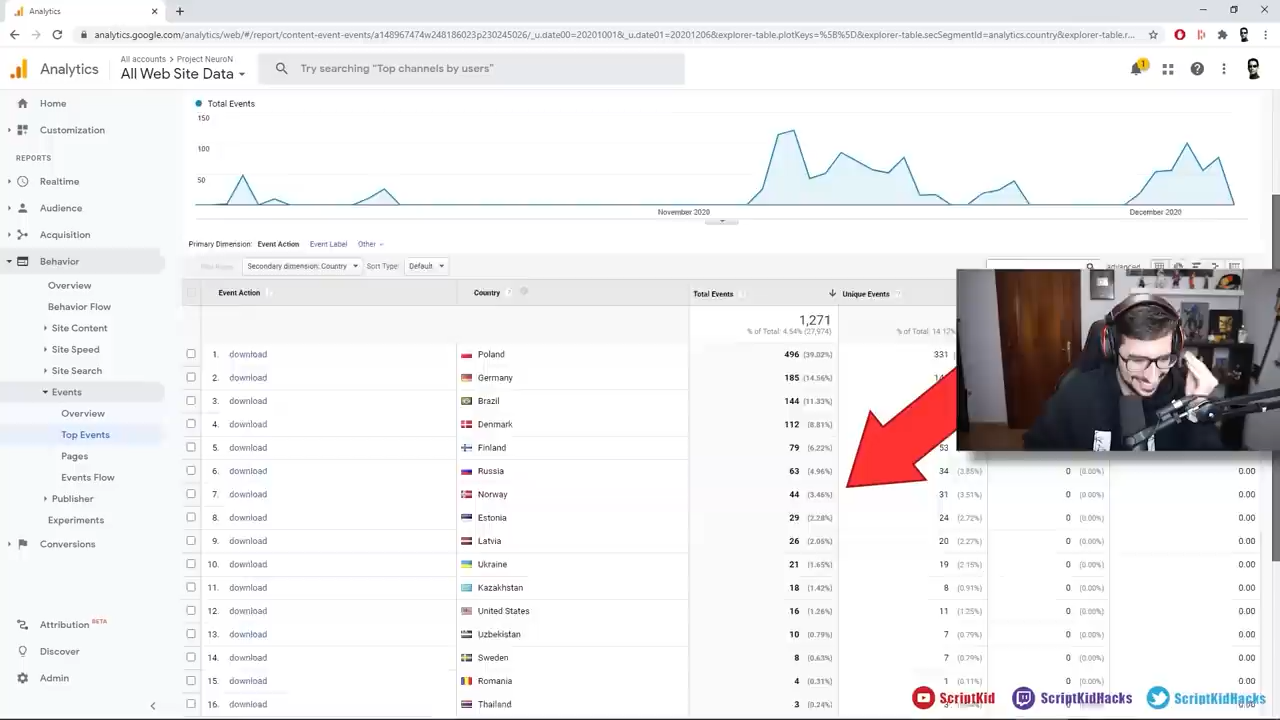 Analytics
analytics.google.com/analytics/web/#/report/content-event-events/a148967474w248186023p230245026/_u.date00=20201001&_u.date01=20201206&explorer-table.plotKeys=%5B%5D&explorer-table.secSegmentId=analytics.country&explorer-table.r...
Analytics
All accounts > Project NeuroN
All Web Site Data
Try searching “Top channels by users”
1
Home
Customization
REPORTS
Realtime
Audience
Acquisition
Behavior
Overview
Behavior Flow
Site Content
Site Speed
Site Search
Events
Overview
Top Events
Pages
Events Flow
Publisher
Experiments
Conversions
Attribution BETA
Discover
Admin
Total Events
150
100
50
November 2020
December 2020
Primary Dimension: Event Action Event Label Other
Secondary dimension: Country Sort Type: Default
Advanced
Event Action Country Total Events Unique Events
1,271
% of Total: 4.54% (27,974) % of Total: 14.12%
1. download Poland 496 (39.02%) 331
2. download Germany 185 (14.56%)
3. download Brazil 144 (11.33%)
4. download Denmark 112 (8.81%)
5. download Finland 79 (6.22%) 53
6. download Russia 63 (4.96%) 34 (3.85%) 0 (0.00%) 0.00
7. download Norway 44 (3.46%) 31 (3.51%) 0 (0.00%) 0.00
8. download Estonia 29 (2.28%) 24 (2.72%) 0 (0.00%) 0.00
9. download Latvia 26 (2.05%) 20 (2.27%) 0 (0.00%) 0.00
10. download Ukraine 21 (1.65%) 19 (2.15%) 0 (0.00%) 0.00
11. download Kazakhstan 18 (1.42%) 8 (0.91%) 0 (0.00%) 0.00
12. download United States 16 (1.26%) 11 (1.25%) 0 (0.00%) 0.00
13. download Uzbekistan 10 (0.79%) 7 (0.79%) 0 (0.00%) 0.00
14. download Sweden 8 (0.63%) 7 (0.79%) 0 (0.00%) 0.00
15. download Romania 4 (0.31%) 1 (0.11%) 0 (0.00%) 0.00
16. download Thailand 3 (0.24%)
ScriptKid ScriptKidHacks ScriptKidHacks